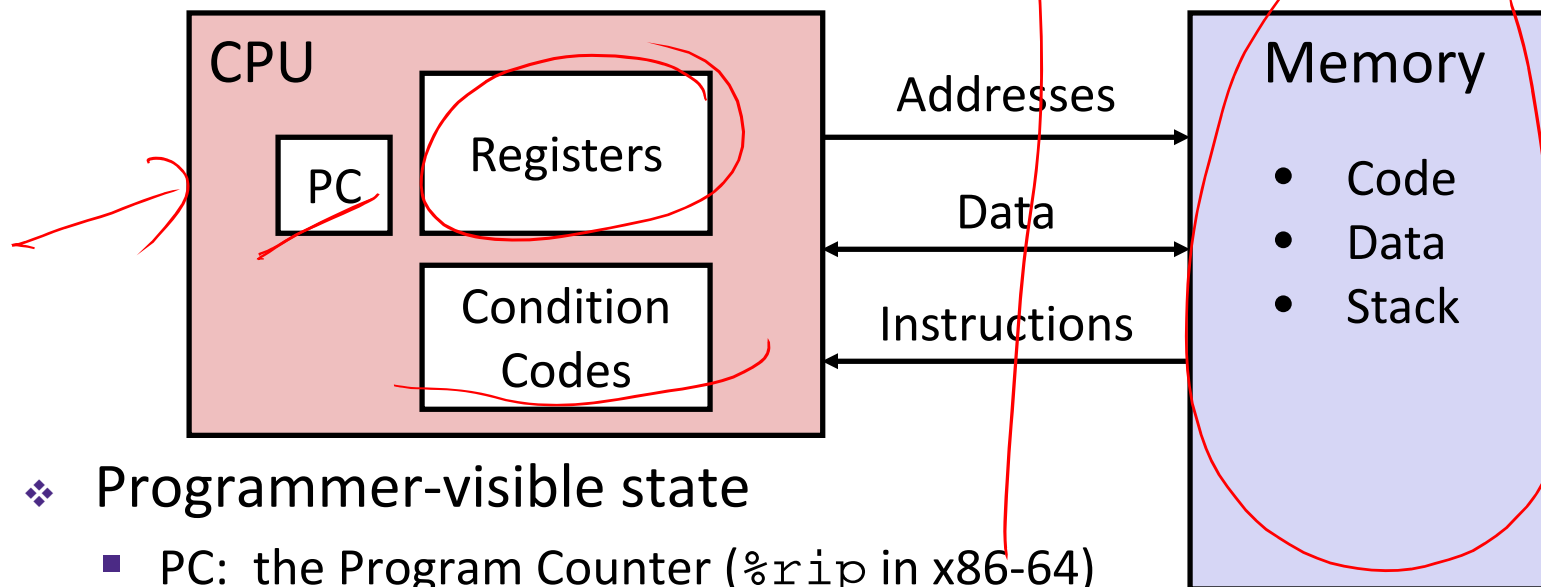 CPU
PC
Registers
Condition
Codes
Addresses
Data
Instructions
Memory
• Code
• Data
• Stack
❖ Programmer-visible state
▪ PC: the Program Counter (%rip in x86-64)